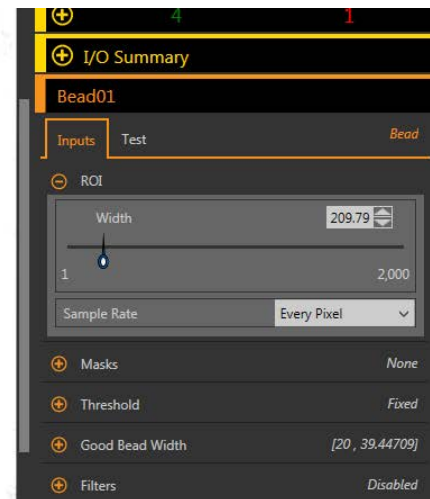 4 1
I/O Summary
Bead01
Inputs Test Bead
ROI
Width 209.79
1 2,000
Sample Rate Every Pixel
Masks None
Threshold Fixed
Good Bead Width [20 , 39.44709]
Filters Disabled